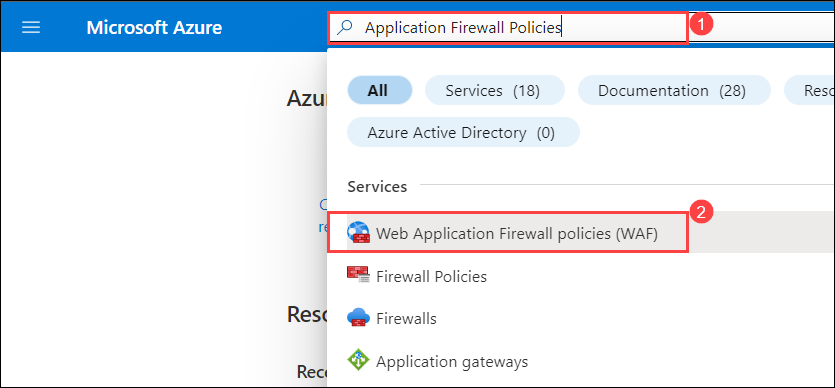 Microsoft Azure
Application Firewall Policies
1
Azu
All
Services (18)
Documentation (28)
Reso
Azure Active Directory (0)
Services
2
Web Application Firewall policies (WAF)
re
Firewall Policies
Firewalls
Reso
Application gateways
Rece